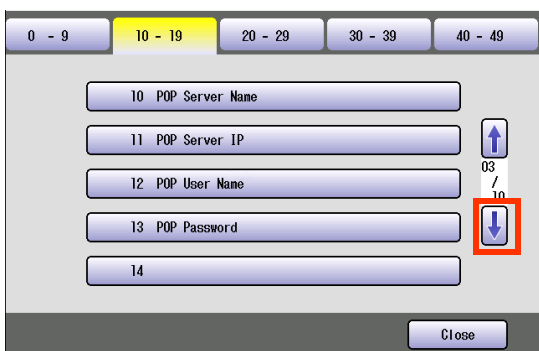 0 - 9
10 - 19
20 - 29
30 - 39
40 - 49
10 POP Server Name
11 POP Server IP
12 POP User Name
13 POP Password
14
03
/
10
Close